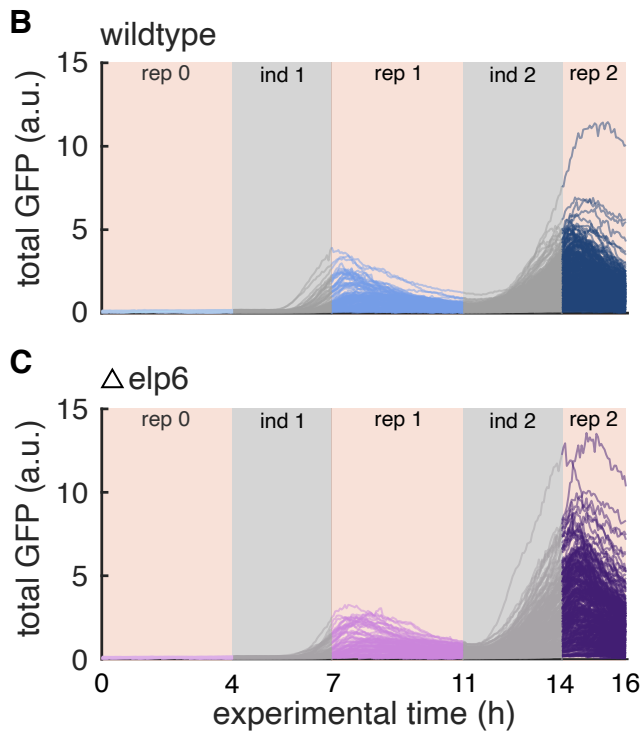 B
wildtype
rep 0 ind 1 rep 1 ind 2 rep 2
15
10
5
0
total GFP (a.u.)
C
△ elp6
rep 0 ind 1 rep 1 ind 2 rep 2
15
10
5
0
total GFP (a.u.)
0 4 7 11 14 16
experimental time (h)